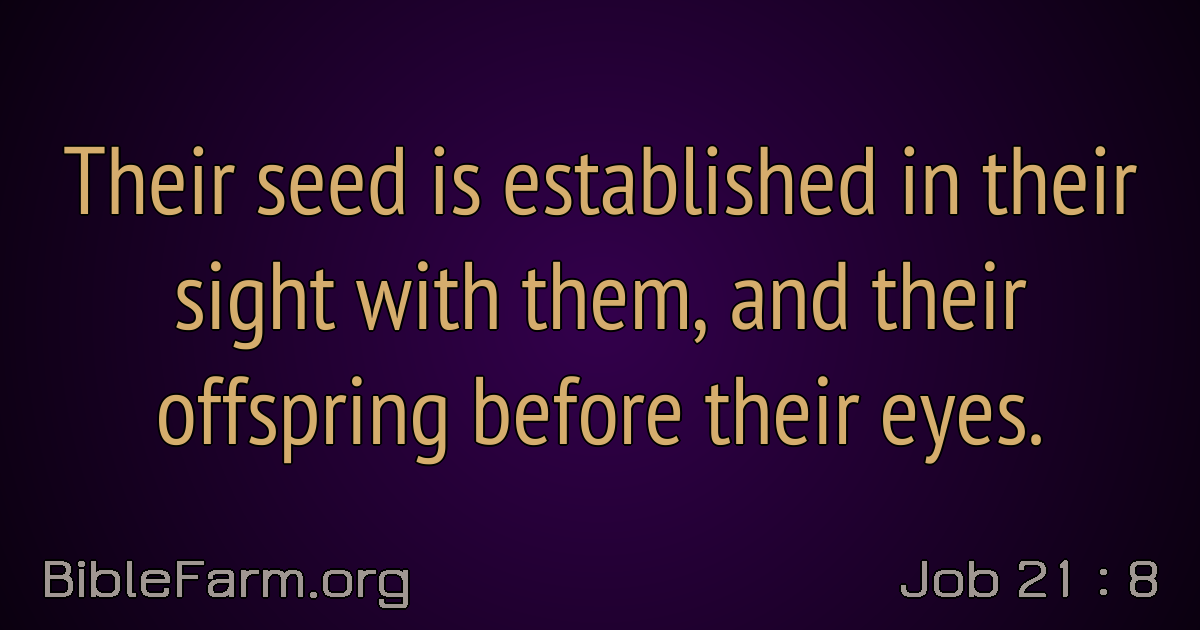 Their seed is established in their
sight with them, and their
offspring before their eyes.
BibleFarm.org
Job 21 : 8